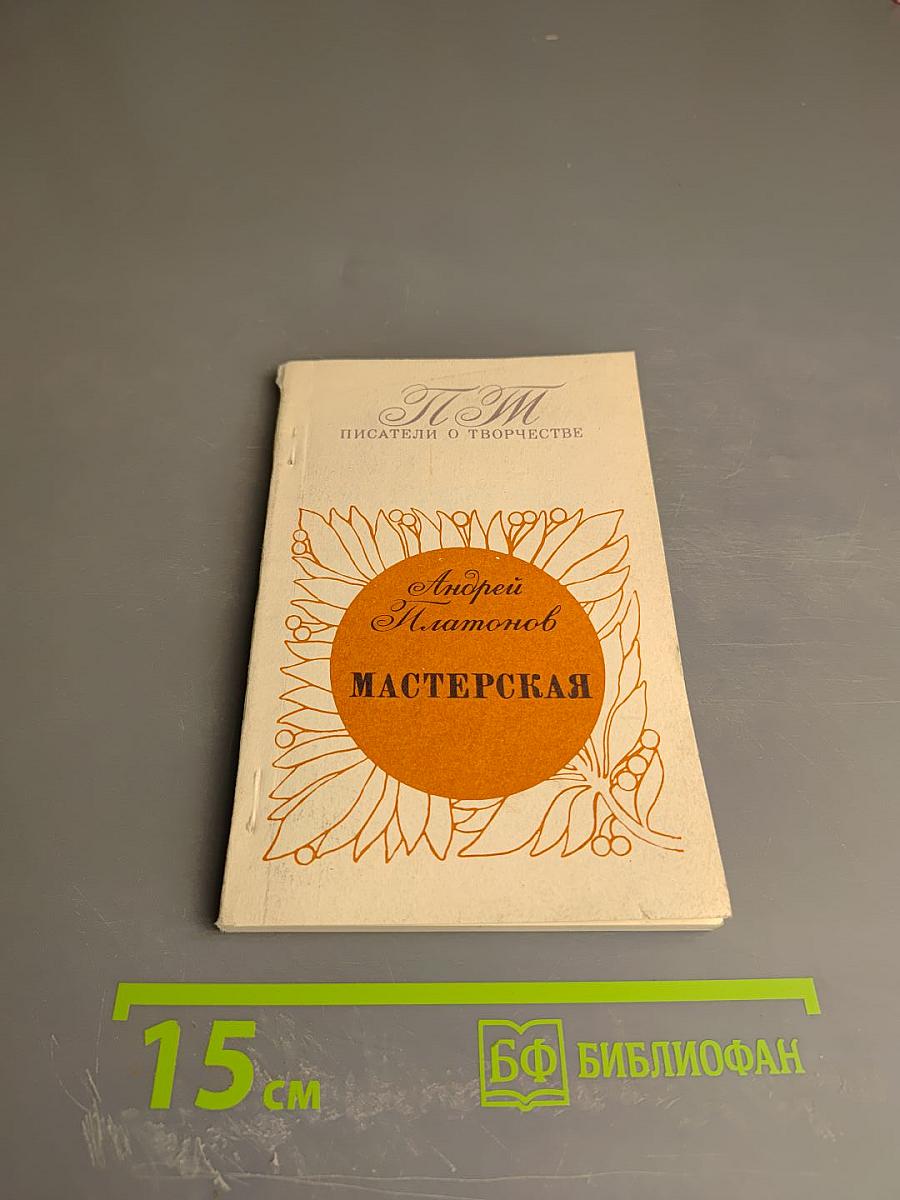 ПТ
ПИСАТЕЛИ О ТВОРЧЕСТВЕ
Андрей
Платонов
МАСТЕРСКАЯ
15 см
БФ БИБЛИОФАН